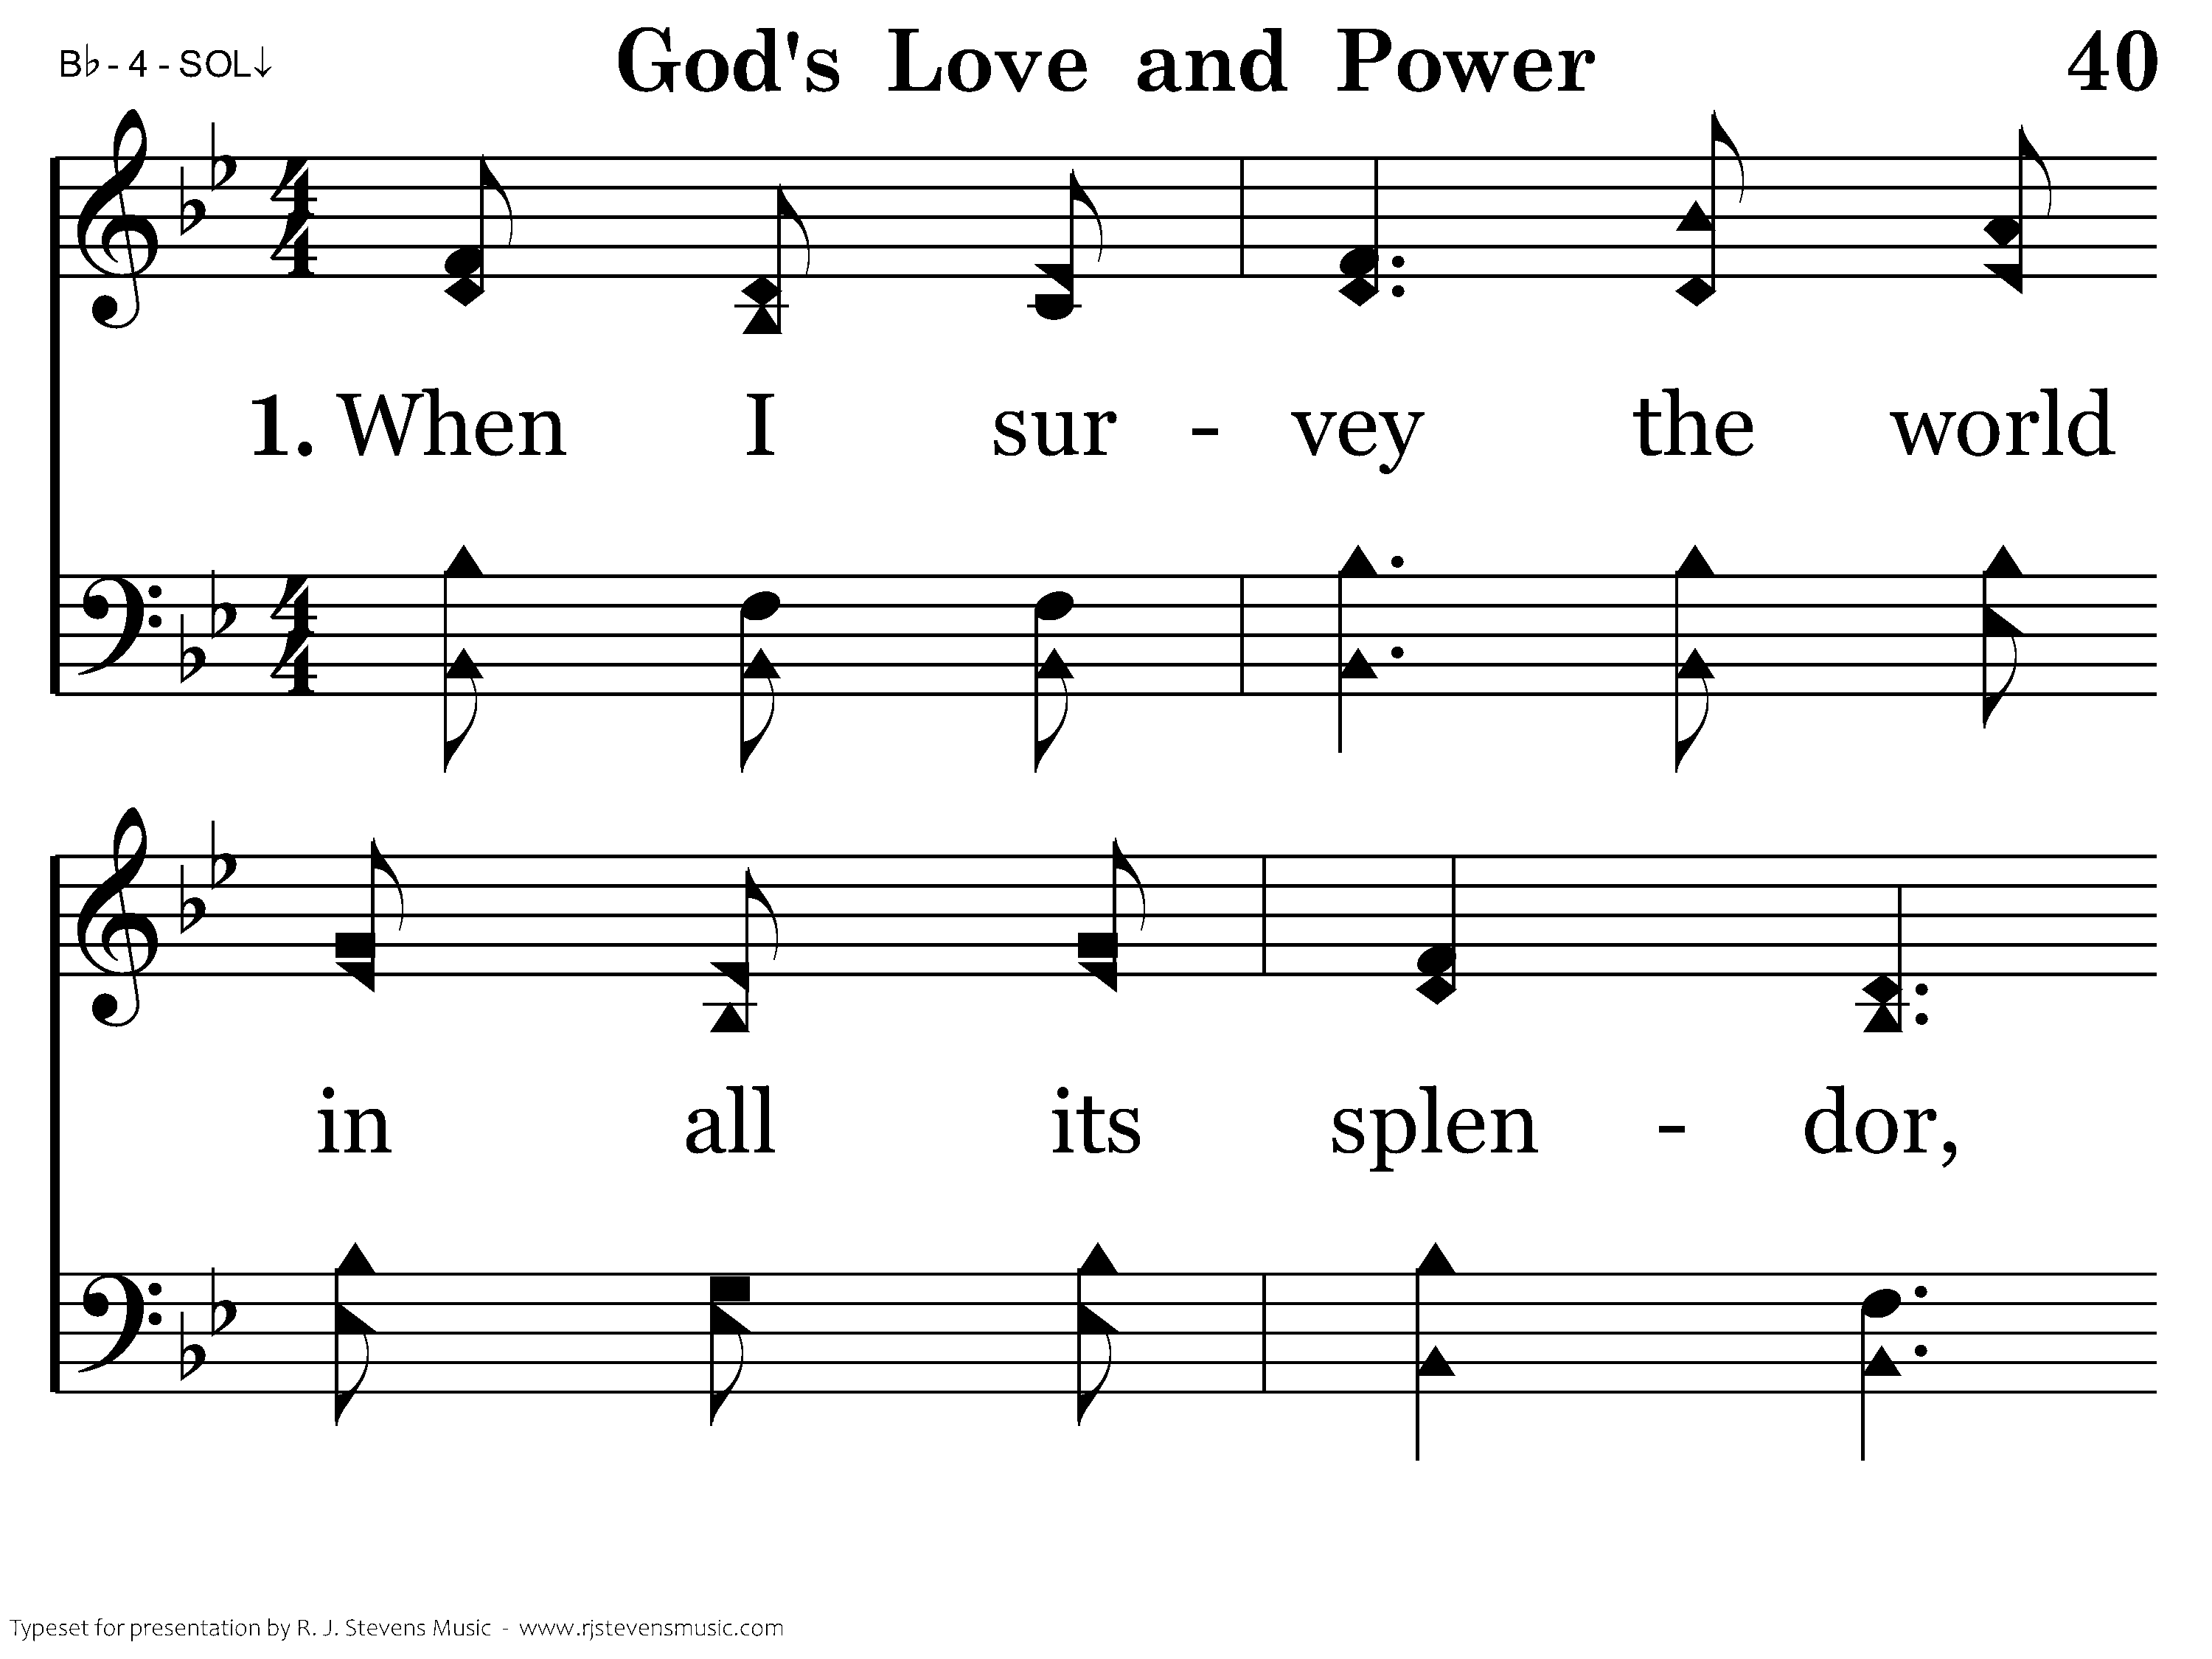 B♭ - 4 - SOL↓ God's Love and Power 40
1. When I sur - vey the world
in all its splen - dor,
Typeset for presentation by R. J. Stevens Music - www.rjstevensmusic.com